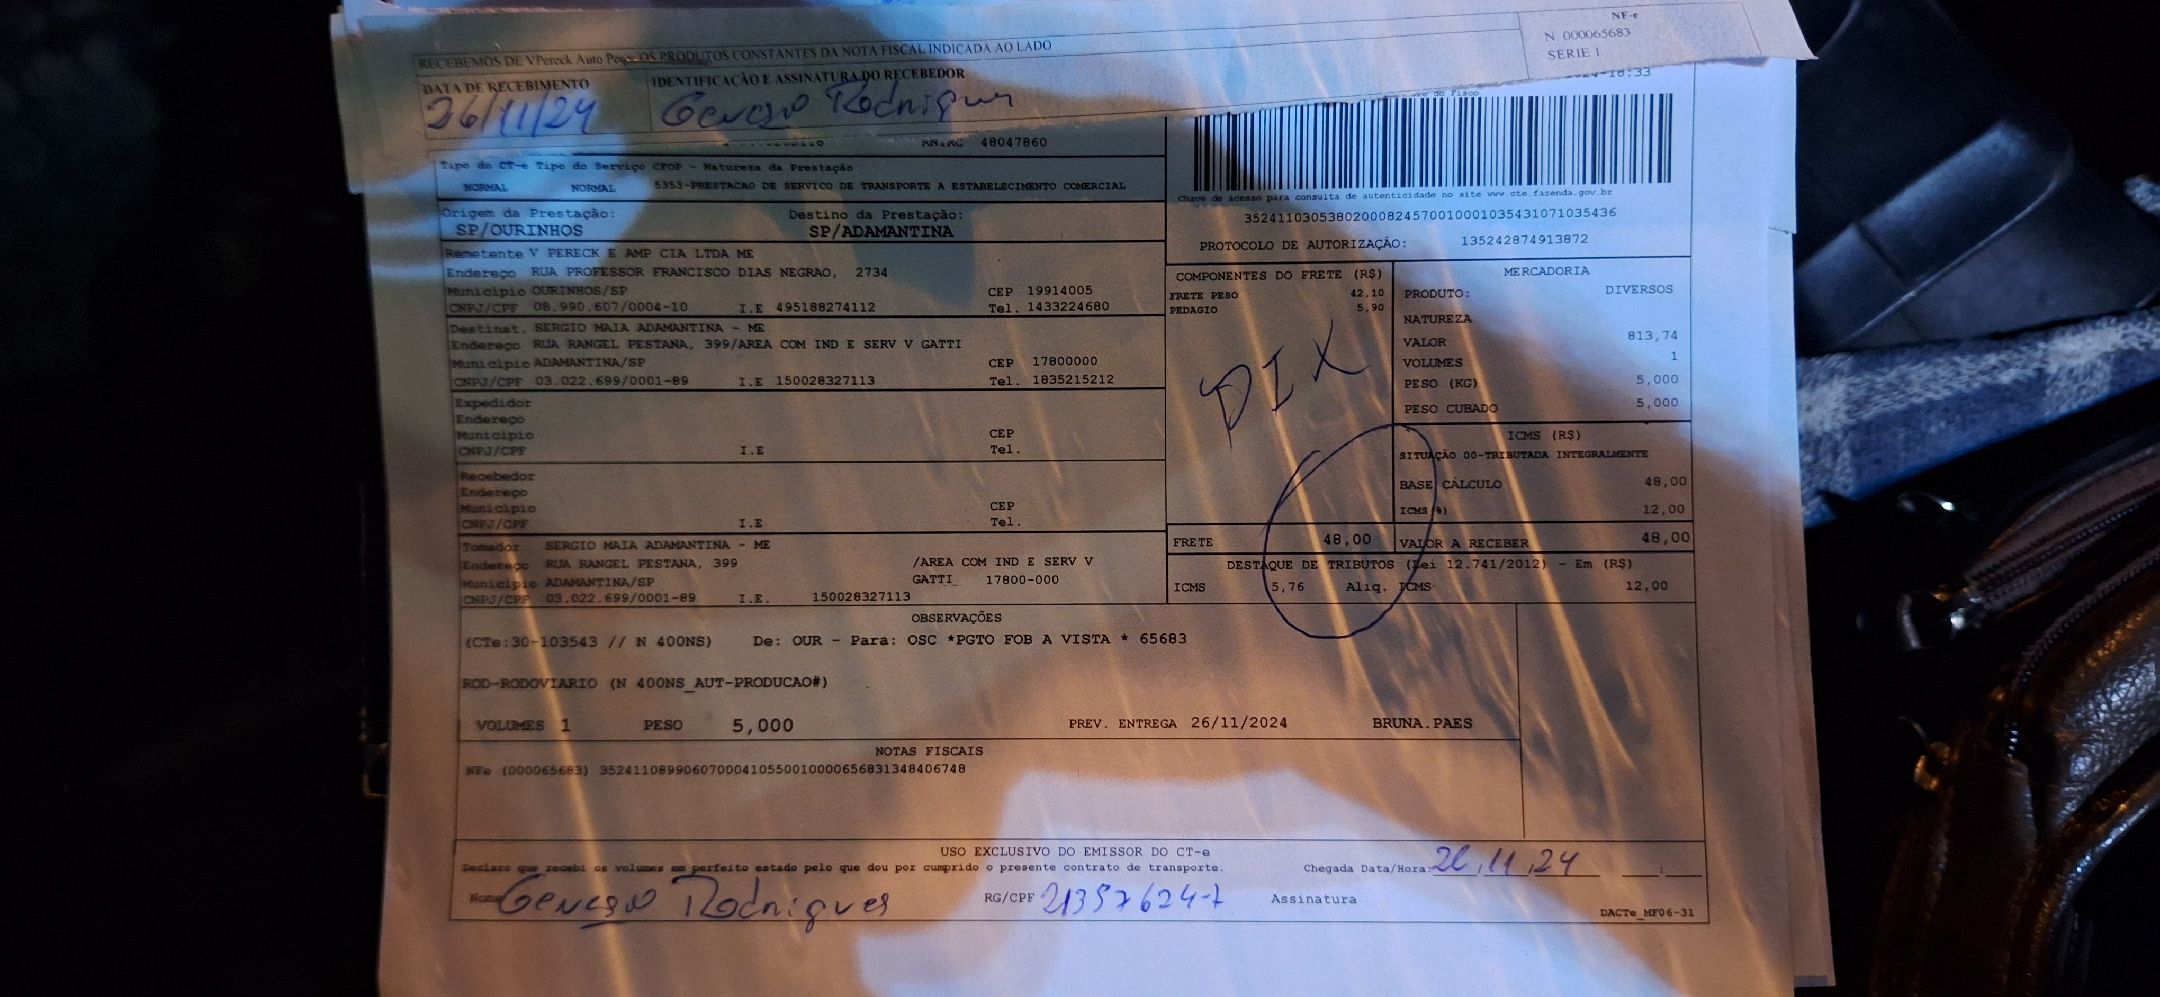 RECEBEMOS DE VPereck Auto Peças OS PRODUTOS CONSTANTES DA NOTA FISCAL INDICADA AO LADO
NF-e
N. 000065683
SÉRIE 1
DATA DE RECEBIMENTO
IDENTIFICAÇÃO E ASSINATURA DO RECEBEDOR
26/11/24
Rodrigues
18:33
do Fisco
RNTRC 48047860
Tipo do CT-e Tipo do Serviço CFOP - Natureza da Prestação
NORMAL NORMAL 5353-PRESTACAO DE SERVICO DE TRANSPORTE A ESTABELECIMENTO COMERCIAL
Chave de acesso para consulta de autenticidade no site www.cte.fazenda.gov.br
35241103053802000824570010001035431071035436
PROTOCOLO DE AUTORIZAÇÃO: 135242874913872
Origem da Prestação: Destino da Prestação:
SP/OURINHOS SP/ADAMANTINA
Remetente V PERECK E AMP CIA LTDA ME
Endereço RUA PROFESSOR FRANCISCO DIAS NEGRAO, 2734
Município OURINHOS/SP CEP 19914005
CNPJ/CPF 08.990.607/0004-10 I.E 495188274112 Tel. 1433224680
Destinat. SERGIO MAIA ADAMANTINA - ME
Endereço RUA RANGEL PESTANA, 399/AREA COM IND E SERV V GATTI
Município ADAMANTINA/SP CEP 17800000
CNPJ/CPF 03.022.699/0001-89 I.E 150028327113 Tel. 1835215212
Expedidor
Endereço
Município CEP
CNPJ/CPF I.E Tel.
Recebedor
Endereço
Município CEP
CNPJ/CPF I.E Tel.
Tomador SERGIO MAIA ADAMANTINA - ME
Endereço RUA RANGEL PESTANA, 399 /AREA COM IND E SERV V
Município ADAMANTINA/SP GATTI 17800-000
CNPJ/CPF 03.022.699/0001-89 I.E. 150028327113
COMPONENTES DO FRETE (R$)
FRETE PESO 42,10
PEDAGIO 5,90
PIX
FRETE 48,00
MERCADORIA
PRODUTO: DIVERSOS
NATUREZA
VALOR 813,74
VOLUMES 1
PESO (KG) 5,000
PESO CUBADO 5,000
ICMS (R$)
SITUAÇÃO 00-TRIBUTADA INTEGRALMENTE
BASE CÁLCULO 48,00
ICMS(%) 12,00
VALOR A RECEBER 48,00
DESTAQUE DE TRIBUTOS (Lei 12.741/2012) - Em (R$)
ICMS 5,76 Aliq. ICMS 12,00
OBSERVAÇÕES
(CTe:30-103543 // N 400NS) De: OUR - Para: OSC *PGTO FOB A VISTA * 65683
ROD-RODOVIARIO (N 400NS_AUT-PRODUCAO#)
VOLUMES 1 PESO 5,000 PREV. ENTREGA 26/11/2024 BRUNA.PAES
NOTAS FISCAIS
NFe (000065683) 35241108990607000410550010000656831348406748
USO EXCLUSIVO DO EMISSOR DO CT-e
Declaro que recebi os volumes em perfeito estado pelo que dou por cumprido o presente contrato de transporte. Chegada Data/Hora: 26,11,24 :
Nome Rodrigues RG/CPF 21357624-7 Assinatura
DACTe_MF06-31